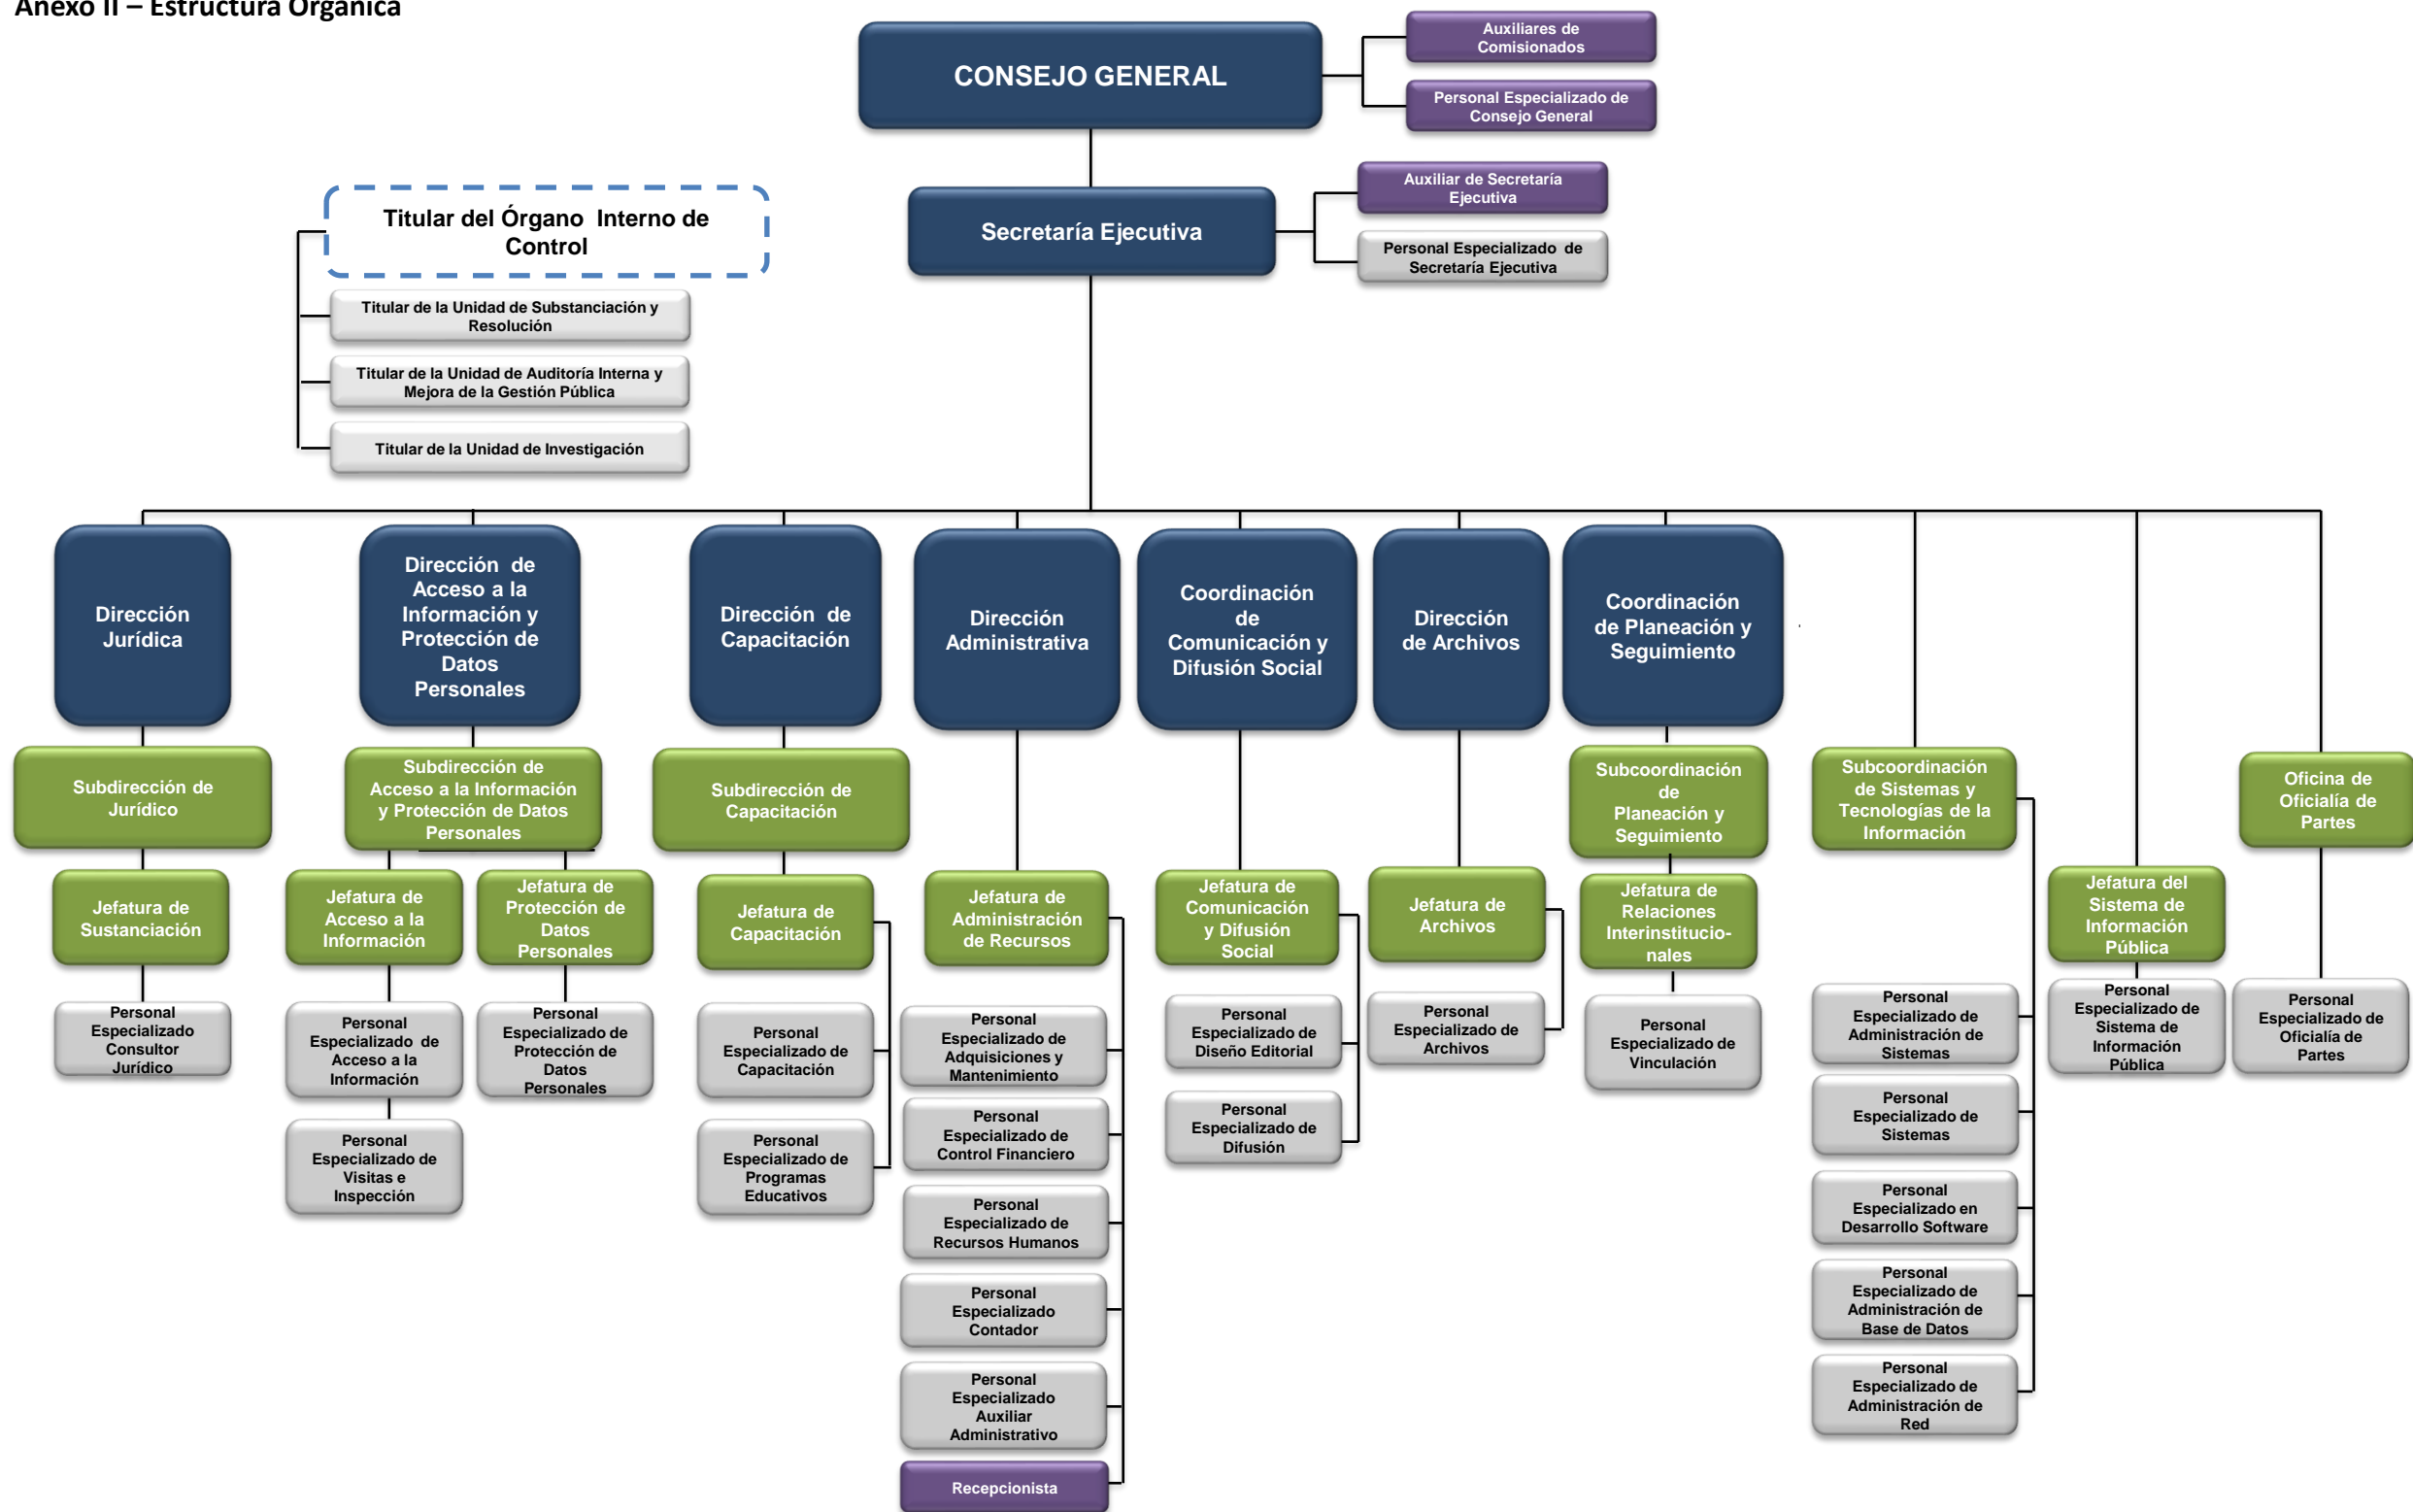 Anexo II – Estructura Orgánica
CONSEJO GENERAL
Auxiliares de
Comisionados
Personal Especializado de
Consejo General
Secretaría Ejecutiva
Auxiliar de Secretaría
Ejecutiva
Personal Especializado de
Secretaría Ejecutiva
Titular del Órgano Interno de
Control
Titular de la Unidad de Substanciación y
Resolución
Titular de la Unidad de Auditoría Interna y
Mejora de la Gestión Pública
Titular de la Unidad de Investigación
Dirección
Jurídica
Dirección de
Acceso a la
Información y
Protección de
Datos
Personales
Dirección de
Capacitación
Dirección
Administrativa
Coordinación
de
Comunicación y
Difusión Social
Dirección
de Archivos
Coordinación
de Planeación y
Seguimiento
Subdirección de
Jurídico
Subdirección de
Acceso a la Información
y Protección de Datos
Personales
Subdirección de
Capacitación
Subcoordinación
de
Planeación y
Seguimiento
Subcoordinación
de Sistemas y
Tecnologías de la
Información
Oficina de
Oficialía de
Partes
Jefatura de
Sustanciación
Jefatura de
Acceso a la
Información
Jefatura de
Protección de
Datos
Personales
Jefatura de
Capacitación
Jefatura de
Administración
de Recursos
Jefatura de
Comunicación
y Difusión
Social
Jefatura de
Archivos
Jefatura de
Relaciones
Interinstitucio-
nales
Jefatura del
Sistema de
Información
Pública
Personal
Especializado
Consultor
Jurídico
Personal
Especializado de
Acceso a la
Información
Personal
Especializado de
Protección de
Datos
Personales
Personal
Especializado de
Capacitación
Personal
Especializado de
Adquisiciones y
Mantenimiento
Personal
Especializado de
Diseño Editorial
Personal
Especializado de
Archivos
Personal
Especializado de
Vinculación
Personal
Especializado de
Administración de
Sistemas
Personal
Especializado de
Sistema de
Información
Pública
Personal
Especializado de
Oficialía de
Partes
Personal
Especializado de
Visitas e
Inspección
Personal
Especializado de
Programas
Educativos
Personal
Especializado de
Control Financiero
Personal
Especializado de
Difusión
Personal
Especializado de
Sistemas
Personal
Especializado de
Recursos Humanos
Personal
Especializado en
Desarrollo Software
Personal
Especializado
Contador
Personal
Especializado de
Administración de
Base de Datos
Personal
Especializado
Auxiliar
Administrativo
Personal
Especializado de
Administración de
Red
Recepcionista